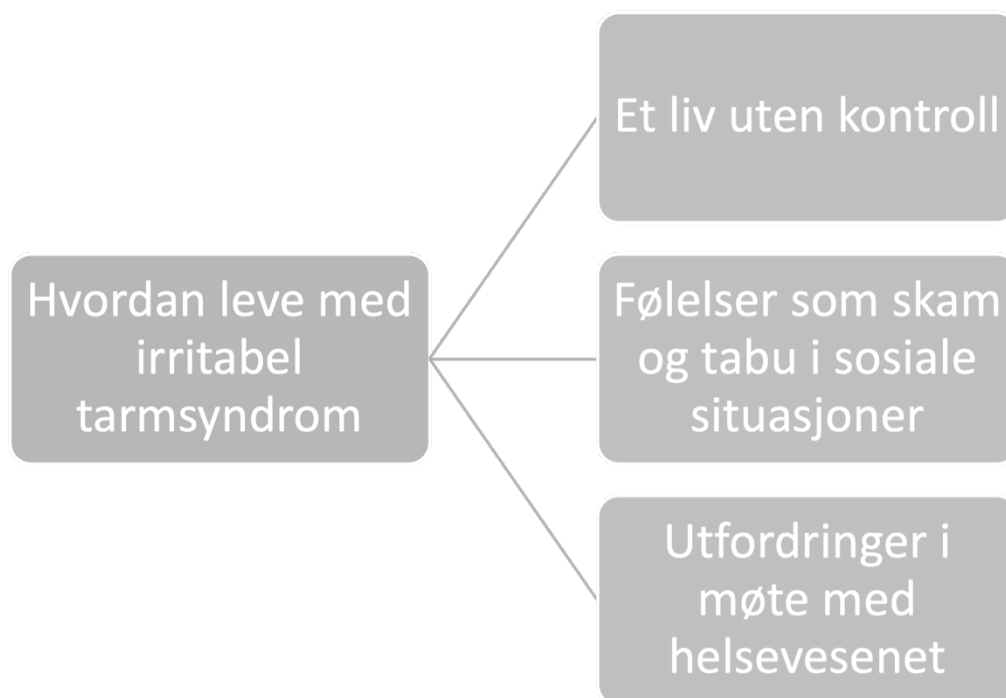 Et liv uten kontroll
Hvordan leve med
irritabel
tarmsyndrom
Følelser som skam
og tabu i sosiale
situasjoner
Utfordringer i
møte med
helsevesenet